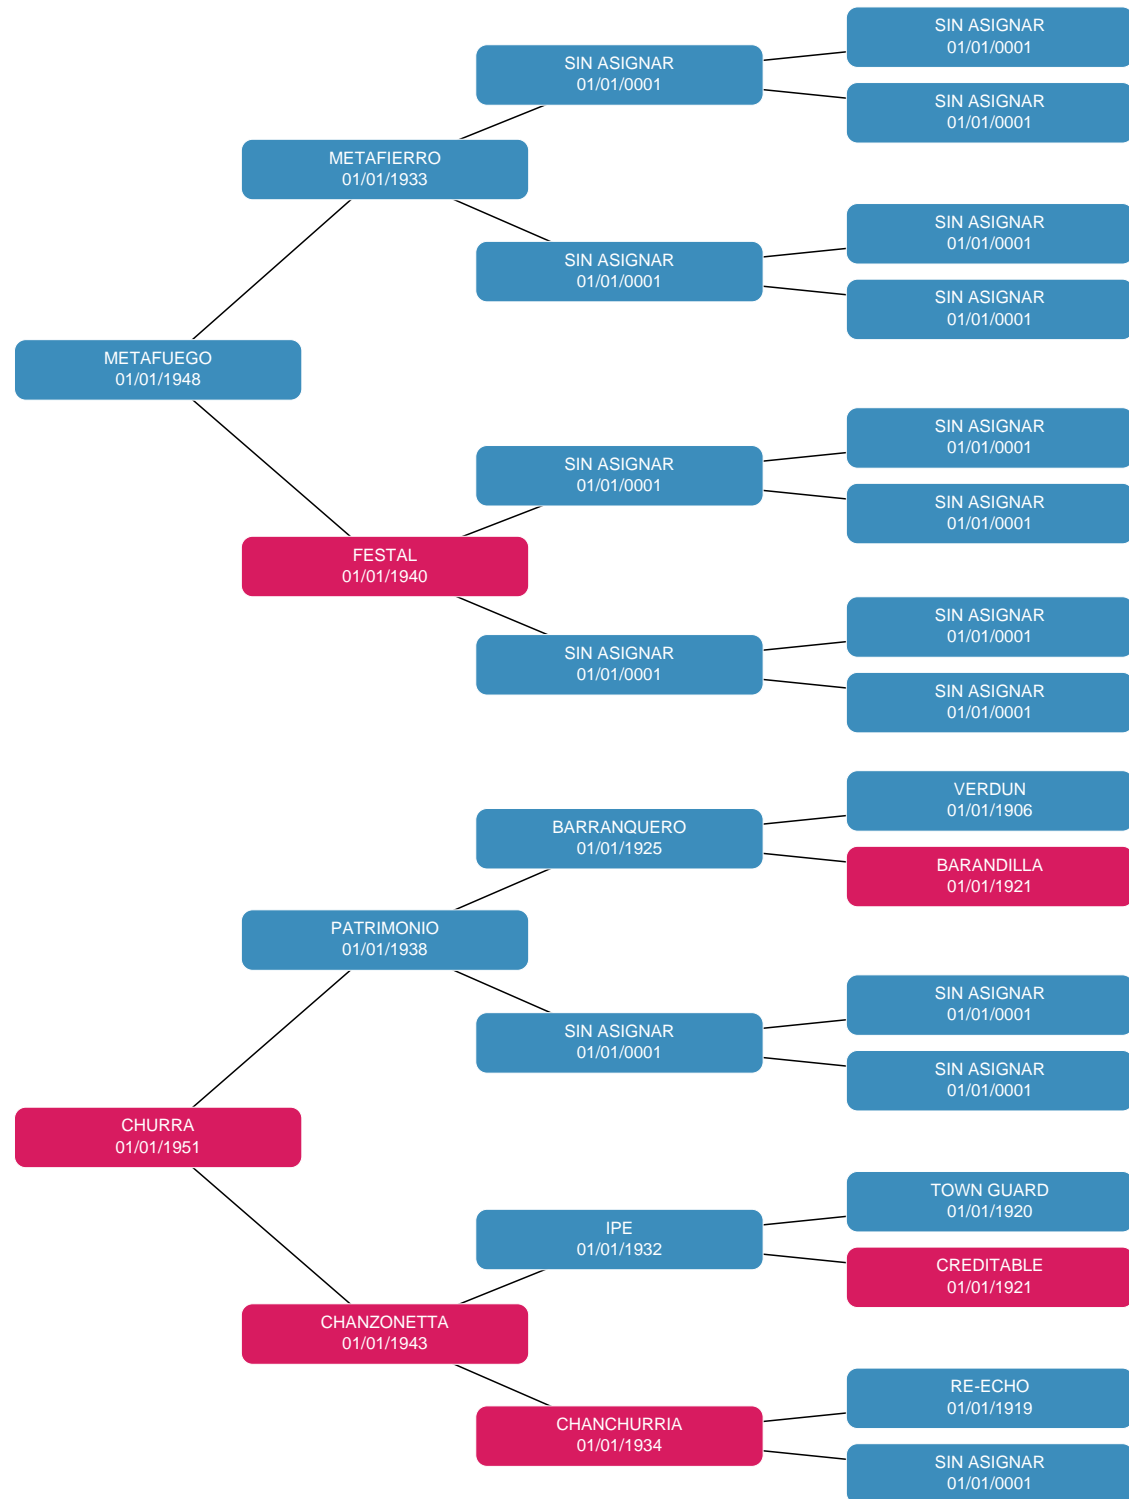 SIN ASIGNAR
01/01/0001
SIN ASIGNAR
01/01/0001
SIN ASIGNAR
01/01/0001
METAFIERRO
01/01/1933
SIN ASIGNAR
01/01/0001
SIN ASIGNAR
01/01/0001
SIN ASIGNAR
01/01/0001
METAFUEGO
01/01/1948
SIN ASIGNAR
01/01/0001
SIN ASIGNAR
01/01/0001
SIN ASIGNAR
01/01/0001
FESTAL
01/01/1940
SIN ASIGNAR
01/01/0001
SIN ASIGNAR
01/01/0001
SIN ASIGNAR
01/01/0001
VERDUN
01/01/1906
BARRANQUERO
01/01/1925
BARANDILLA
01/01/1921
PATRIMONIO
01/01/1938
SIN ASIGNAR
01/01/0001
SIN ASIGNAR
01/01/0001
SIN ASIGNAR
01/01/0001
CHURRA
01/01/1951
TOWN GUARD
01/01/1920
IPE
01/01/1932
CREDITABLE
01/01/1921
CHANZONETTA
01/01/1943
RE-ECHO
01/01/1919
CHANCHURRIA
01/01/1934
SIN ASIGNAR
01/01/0001